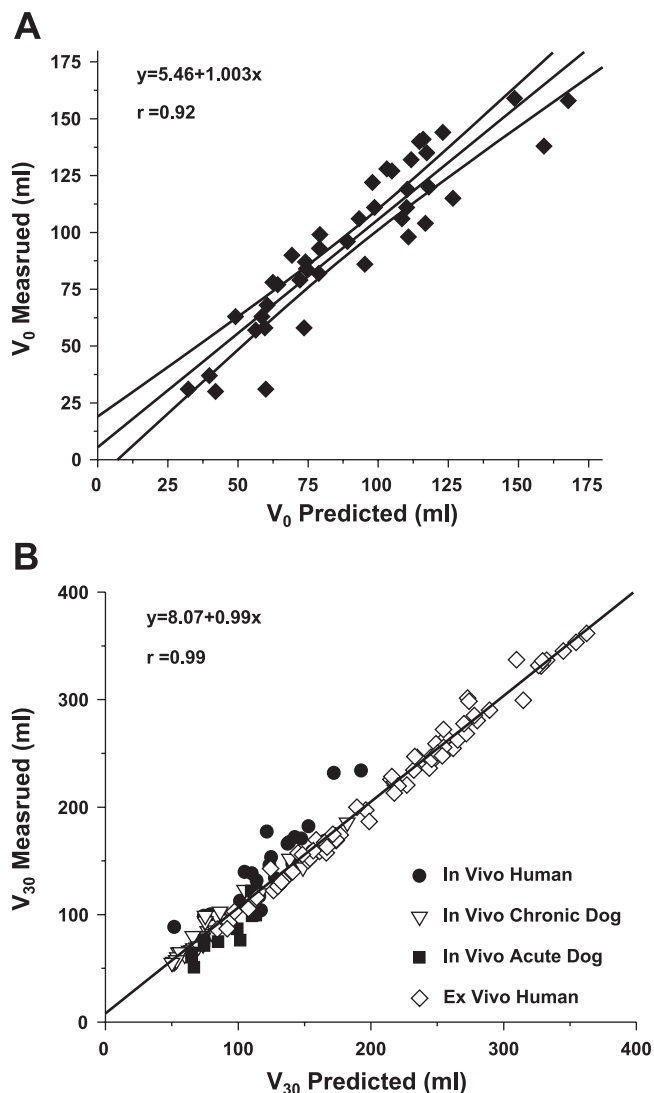 A
y=5.46+1.003x
r =0.92
175
150
125
100
75
50
25
0
V0 Measrued (ml)
0 25 50 75 100 125 150 175
V0 Predicted (ml)
B
y=8.07+0.99x
r =0.99
400
300
200
100
0
V30 Measrued (ml)
In Vivo Human
In Vivo Chronic Dog
In Vivo Acute Dog
Ex Vivo Human
0 100 200 300 400
V30 Predicted (ml)